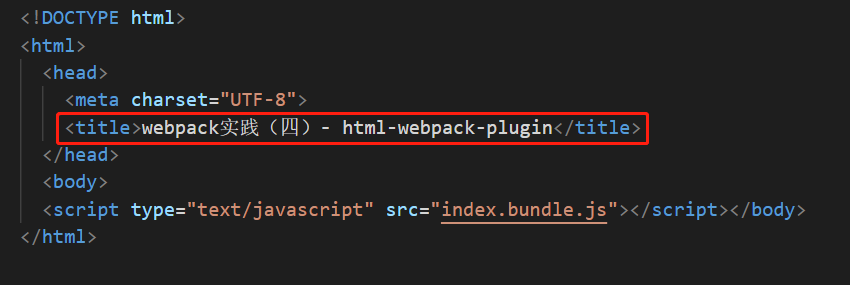 <!DOCTYPE html>
<html>
<head>
<meta charset="UTF-8">
<title>webpack实践（四）- html-webpack-plugin</title>
</head>
<body>
<script type="text/javascript" src="index.bundle.js"></script></body>
</html>